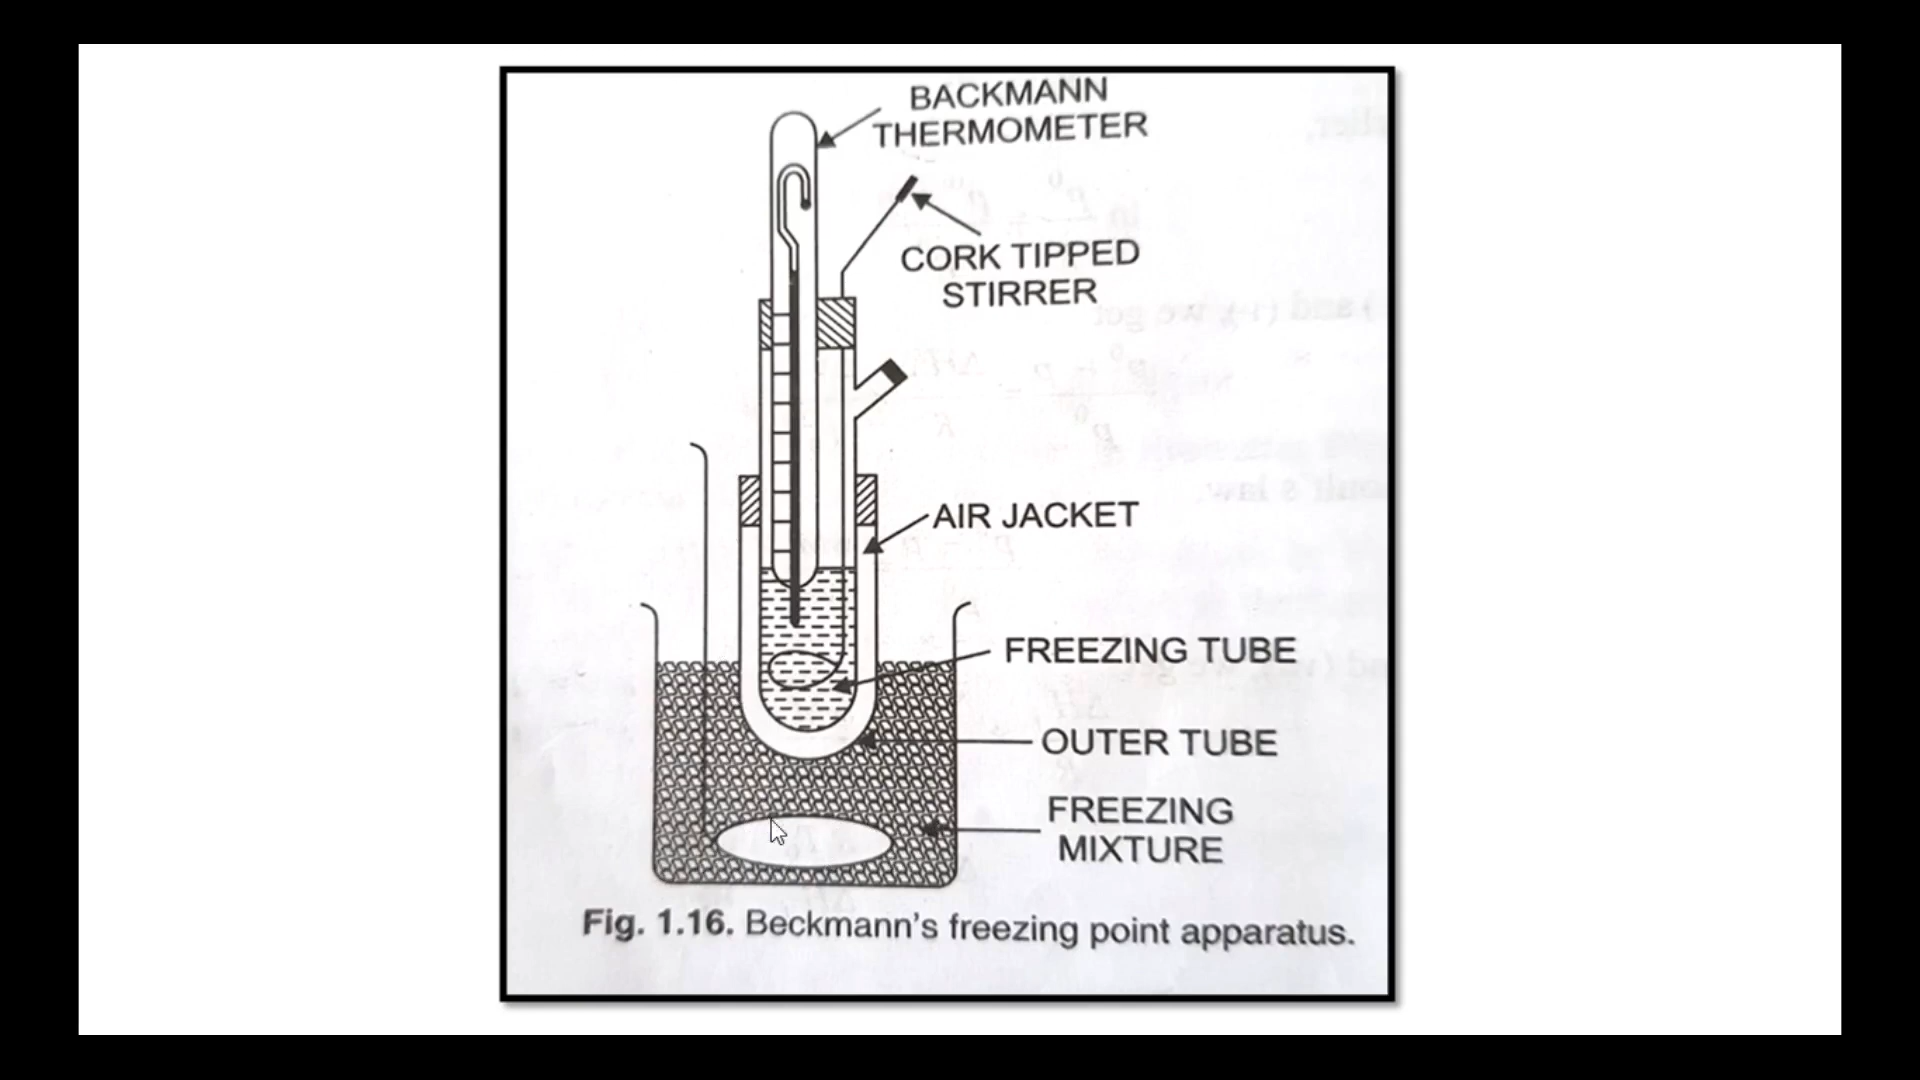 BACKMANN
THERMOMETER
CORK TIPPED
STIRRER
AIR JACKET
FREEZING TUBE
OUTER TUBE
FREEZING
MIXTURE
Fig. 1.16. Beckmann's freezing point apparatus.